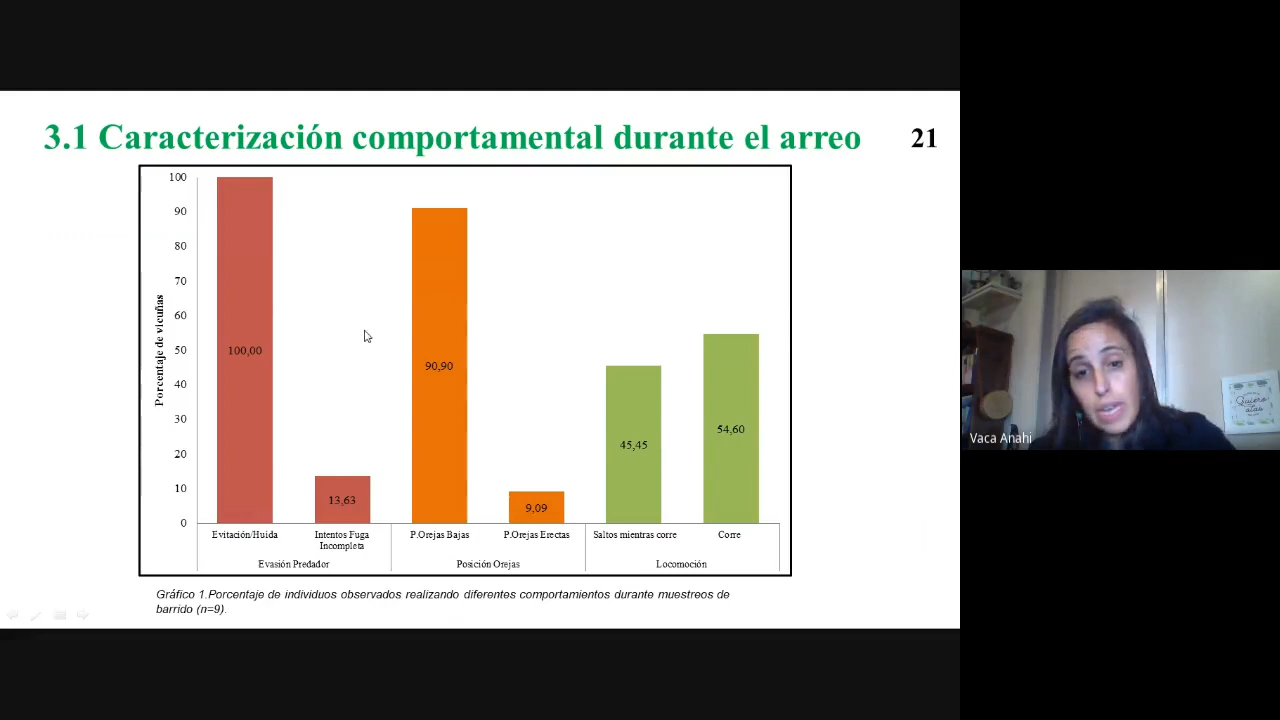 3.1 Caracterización comportamental durante el arreo
21
100
90
80
70
60
50
40
30
20
10
0
Porcentaje de vicuñas
100,00
13,63
90,90
9,09
45,45
54,60
Evitación/Huida
Intentos Fuga
Incompleta
P.Orejas Bajas
P.Orejas Erectas
Saltos mientras corre
Corre
Evasión Predador
Posición Orejas
Locomoción
Gráfico 1.Porcentaje de individuos observados realizando diferentes comportamientos durante muestreos de
barrido (n=9).
Vaca Anahi
Quiero
alas